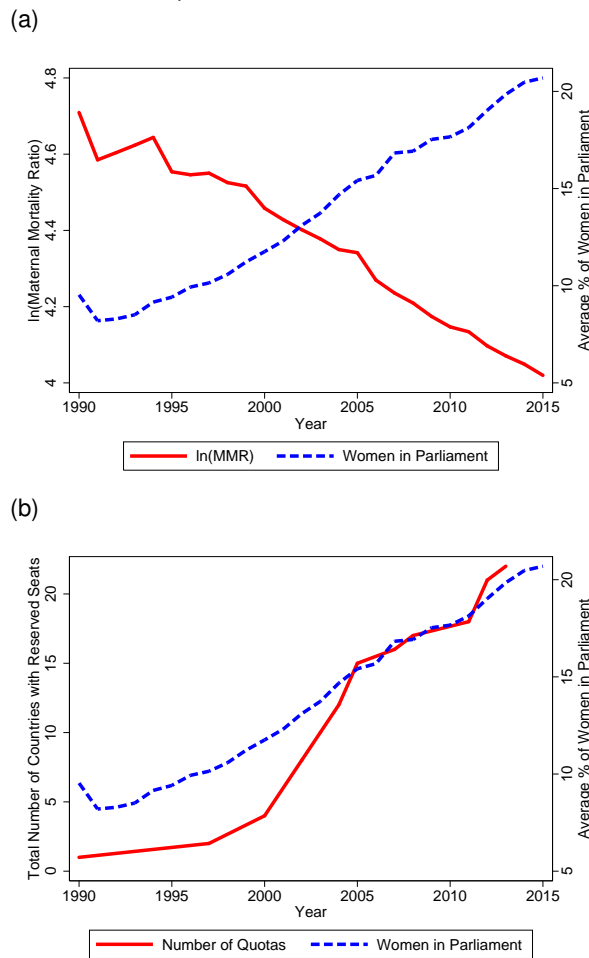 (a)
ln(Maternal Mortality Ratio)
4 4.2 4.4 4.6 4.8
5 10 15 20
Average % of Women in Parliament
1990 1995 2000 2005 2010 2015
Year
ln(MMR) Women in Parliament
(b)
Total Number of Countries with Reserved Seats
0 5 10 15 20
5 10 15 20
Average % of Women in Parliament
1990 1995 2000 2005 2010 2015
Year
Number of Quotas Women in Parliament